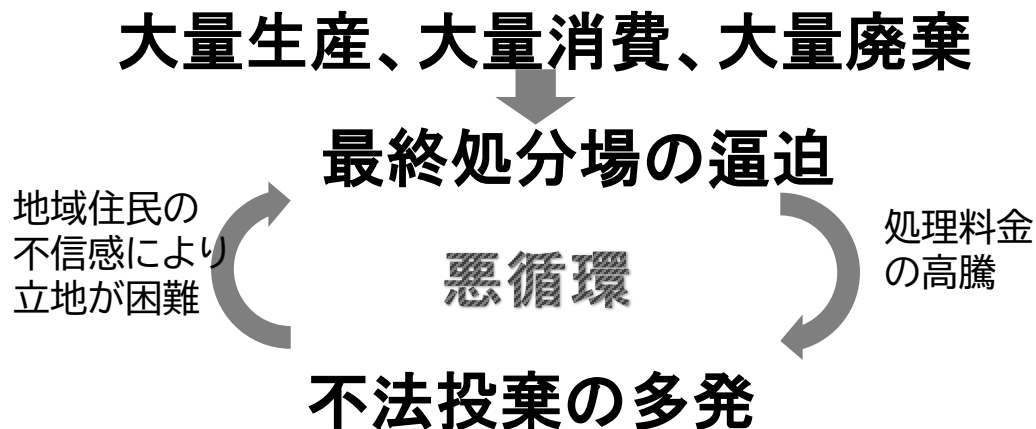 大量生産、大量消費、大量廃棄
最終処分場の逼迫
地域住民の
不信感により
立地が困難
悪循環
処理料金
の高騰
不法投棄の多発